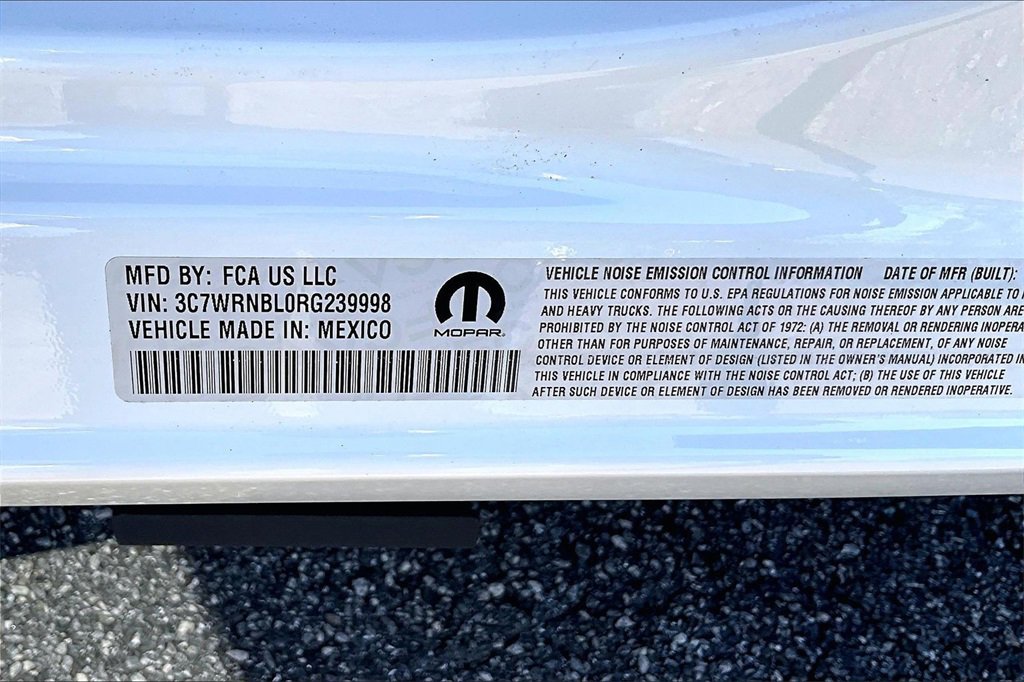 MFD BY: FCA US LLC
VIN: 3C7WRNBL0RG239998
VEHICLE MADE IN: MEXICO
MOPAR
VEHICLE NOISE EMISSION CONTROL INFORMATION DATE OF MFR (BUILT):
THIS VEHICLE CONFORMS TO U.S. EPA REGULATIONS FOR NOISE EMISSION APPLICABLE TO
AND HEAVY TRUCKS. THE FOLLOWING ACTS OR THE CAUSING THEREOF BY ANY PERSON ARE
PROHIBITED BY THE NOISE CONTROL ACT OF 1972: (A) THE REMOVAL OR RENDERING INOPERA
OTHER THAN FOR PURPOSES OF MAINTENANCE, REPAIR, OR REPLACEMENT, OF ANY NOISE
CONTROL DEVICE OR ELEMENT OF DESIGN (LISTED IN THE OWNER'S MANUAL) INCORPORATED IN
THIS VEHICLE IN COMPLIANCE WITH THE NOISE CONTROL ACT; (B) THE USE OF THIS VEHICLE
AFTER SUCH DEVICE OR ELEMENT OF DESIGN HAS BEEN REMOVED OR RENDERED INOPERATIVE.